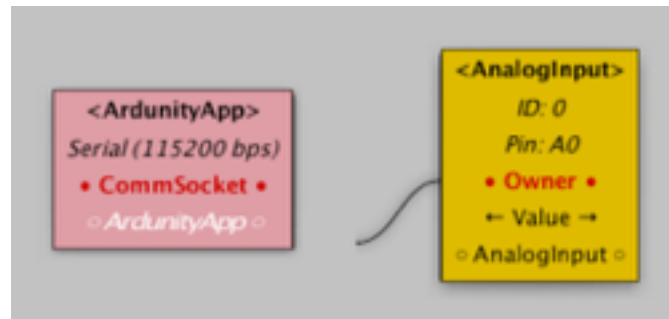 <ArdunityApp>
Serial (115200 bps)
• CommSocket •
○ ArdunityApp ○
<AnalogInput>
ID: 0
Pin: A0
• Owner •
← Value →
○ AnalogInput ○